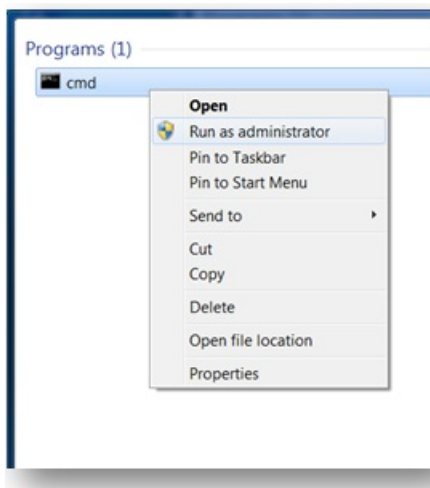 Programs (1)
cmd
Open
Run as administrator
Pin to Taskbar
Pin to Start Menu
Send to
Cut
Copy
Delete
Open file location
Properties